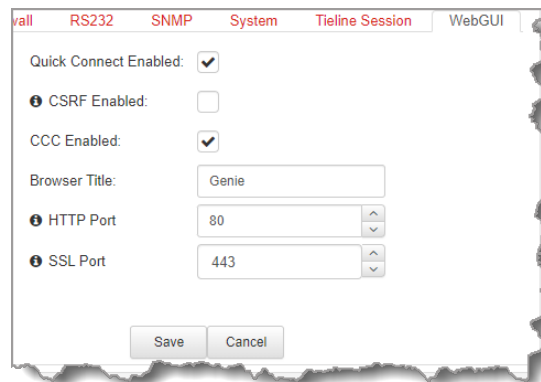 wall RS232 SNMP System Tieline Session WebGUI
Quick Connect Enabled:
CSRF Enabled:
CCC Enabled:
Browser Title: Genie
HTTP Port 80
SSL Port 443
Save Cancel